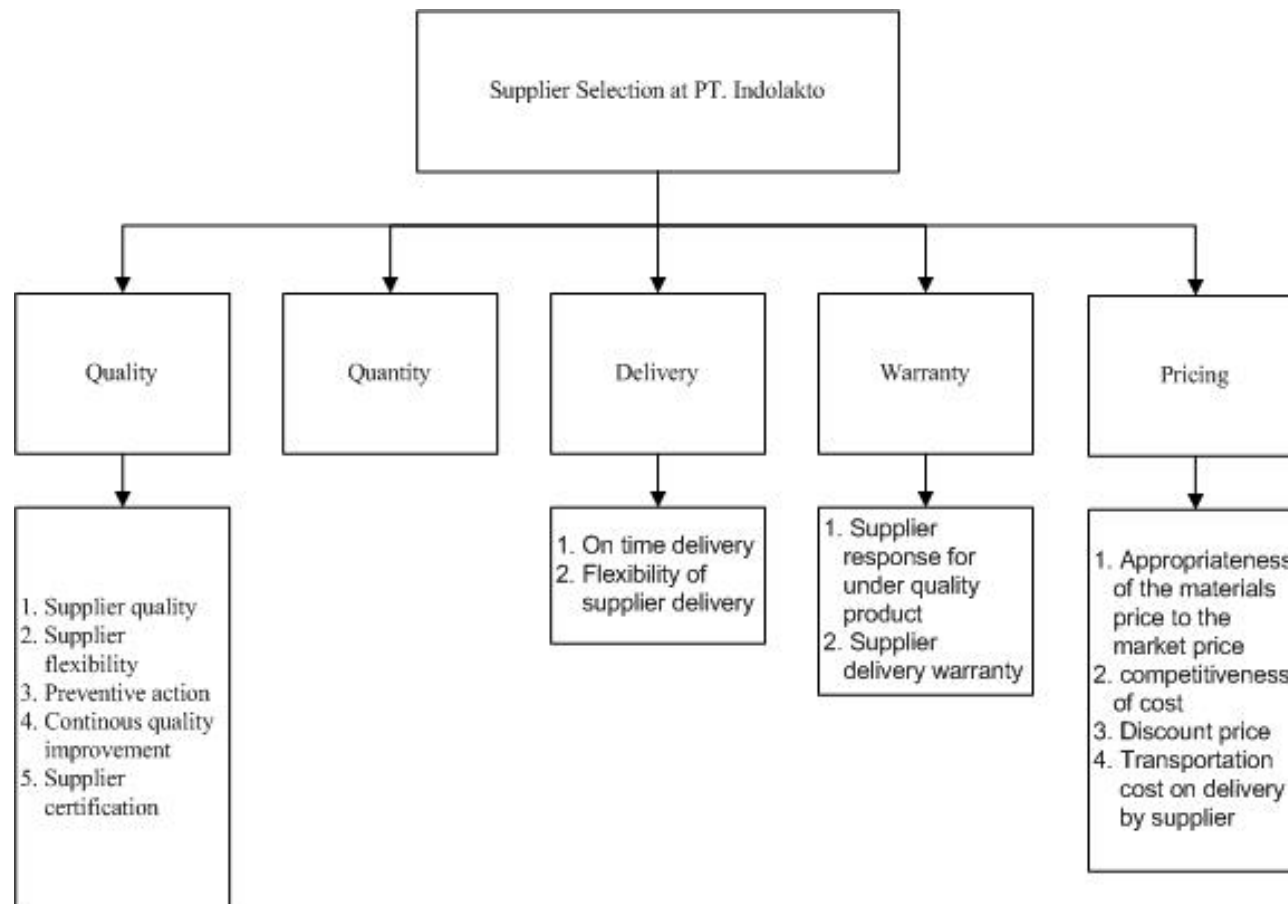 Supplier Selection at PT. Indolakto
Quality
Quantity
Delivery
Warranty
Pricing
1. Supplier quality
2. Supplier
flexibility
3. Preventive action
4. Continous quality
improvement
5. Supplier
certification
1. On time delivery
2. Flexibility of
supplier delivery
1. Supplier
response for
under quality
product
2. Supplier
delivery warranty
1. Appropriateness
of the materials
price to the
market price
2. competitiveness
of cost
3. Discount price
4. Transportation
cost on delivery
by supplier